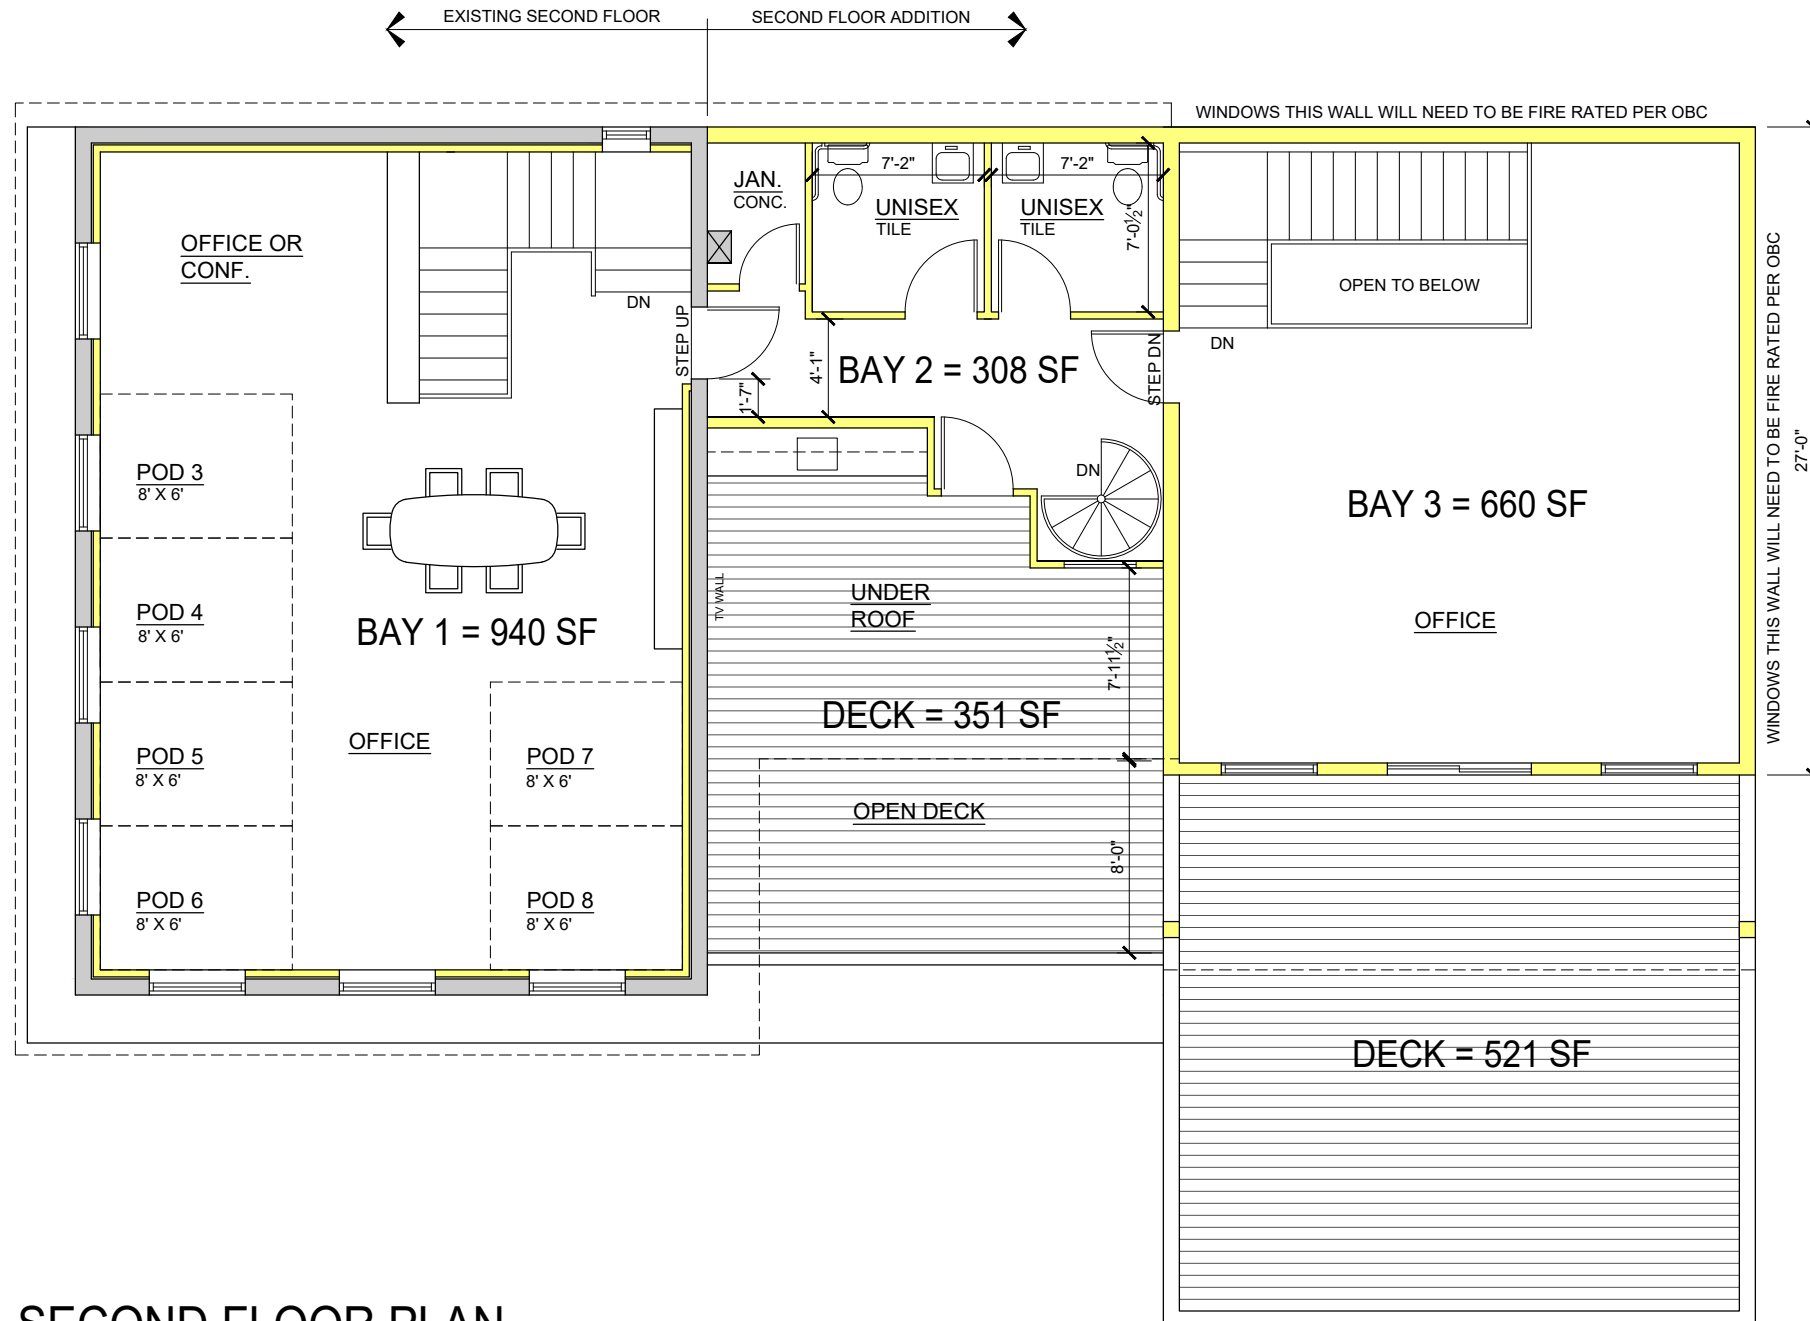 EXISTING SECOND FLOOR
SECOND FLOOR ADDITION
WINDOWS THIS WALL WILL NEED TO BE FIRE RATED PER OBC
JAN.
CONC.
7'-2"
7'-2"
UNISEX
TILE
UNISEX
TILE
7'-0½"
OFFICE OR
CONF.
DN
STEP UP
OPEN TO BELOW
DN
WINDOWS THIS WALL WILL NEED TO BE FIRE RATED PER OBC
27'-0"
4'-1"
1'-7"
BAY 2 = 308 SF
STEP DN
DN
POD 3
8' X 6'
BAY 3 = 660 SF
POD 4
8' X 6'
BAY 1 = 940 SF
TV WALL
UNDER
ROOF
OFFICE
7'-11½"
DECK = 351 SF
POD 5
8' X 6'
OFFICE
POD 7
8' X 6'
OPEN DECK
8'-0"
POD 6
8' X 6'
POD 8
8' X 6'
DECK = 521 SF
SECOND FLOOR PLAN